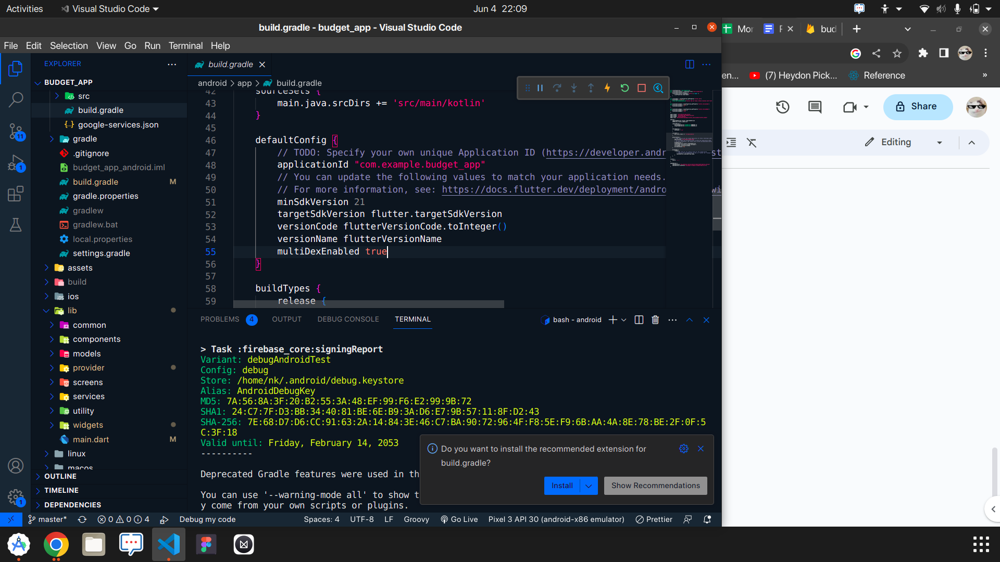 Activities
Visual Studio Code
Jun 4 22:09
build.gradle - budget_app - Visual Studio Code
File Edit Selection View Go Run Terminal Help
EXPLORER
BUDGET_APP
src
build.gradle
google-services.json
gradle
.gitignore
budget_app_android.iml
build.gradle M
gradle.properties
gradlew
gradlew.bat
local.properties
settings.gradle
assets
build
ios
lib
common
components
models
provider
screens
services
utility
widgets
main.dart M
linux
macos
OUTLINE
TIMELINE
DEPENDENCIES
11
1
1
build.gradle
android > app > build.gradle
42 sourceSets {
43 main.java.srcDirs += 'src/main/kotlin'
44 }
45
46 defaultConfig {
47 // TODO: Specify your own unique Application ID (https://developer.andr
48 applicationId "com.example.budget_app"
49 // You can update the following values to match your application needs.
50 // For more information, see: https://docs.flutter.dev/deployment/andro
51 minSdkVersion 21
52 targetSdkVersion flutter.targetSdkVersion
53 versionCode flutterVersionCode.toInteger()
54 versionName flutterVersionName
55 multiDexEnabled true
56 }
57
58 buildTypes {
59 release {
PROBLEMS 4 OUTPUT DEBUG CONSOLE TERMINAL
bash - android
> Task :firebase_core:signingReport
Variant: debugAndroidTest
Config: debug
Store: /home/nk/.android/debug.keystore
Alias: AndroidDebugKey
MD5: 7A:56:8A:3F:20:B2:55:3A:48:EF:99:F6:E2:99:9B:72
SHA1: 24:C7:7F:D3:BB:34:40:81:BE:6E:B9:3A:D6:E7:9B:57:11:8F:D2:43
SHA-256: 7E:68:D7:D6:CC:91:63:2A:14:84:3E:46:C7:BA:90:72:96:4F:F8:5E:F9:6B:AA:4A:8E:78:BE:2F:0F:5
C:3F:18
Valid until: Friday, February 14, 2053
----------
Deprecated Gradle features were used in th
You can use '--warning-mode all' to show t
y come from your own scripts or plugins.
Do you want to install the recommended extension for
build.gradle?
Install
Show Recommendations
master* 0 0 4 Debug my code
Spaces: 4 UTF-8 LF Groovy Go Live Pixel 3 API 30 (android-x86 emulator) Prettier
Mor
bud
en...
(7) Heydon Pick...
Reference
»
Share
Editing